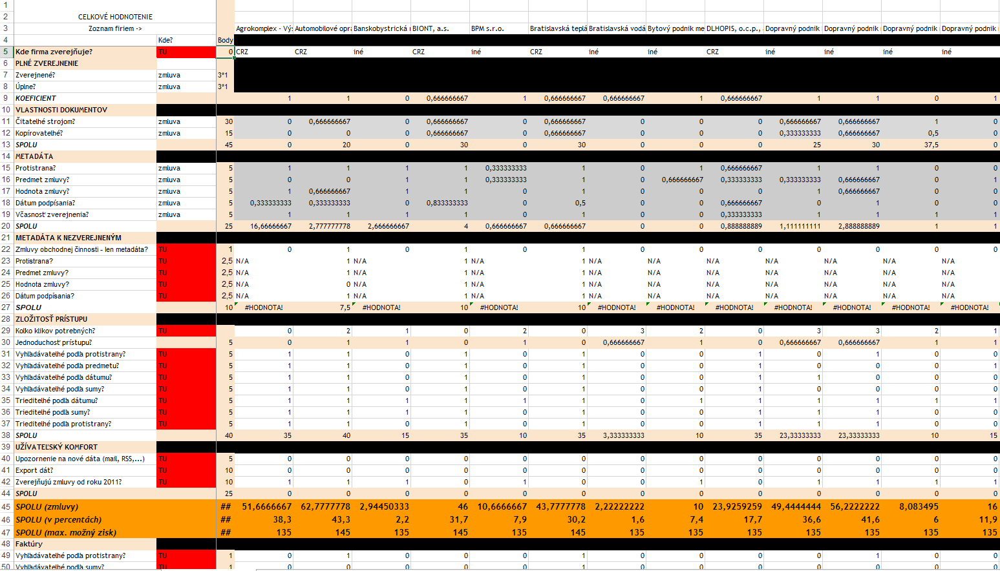 1
2 CELKOVÉ HODNOTENIE
3 Zoznam firiem -> Agrokomplex - Výs Automobilové opra Banskobystrická r BIONT, a.s. BPM s.r.o. Bratislavská teplá Bratislavská vodá Bytový podnik me DLHOPIS, o.c.p., Dopravný podnik Dopravný podnik Dopravný podnik Dopravný podnik
4 Kde? Body
5 Kde firma zverejňuje? TU 0 CRZ CRZ iné CRZ iné CRZ iné iné CRZ iné iné iné iné
6 PLNÉ ZVEREJNENIE
7 Zverejnené? zmluva 3*1
8 Úplne? zmluva 3*1
9 KOEFICIENT 1 1 0 0,666666667 1 0,666666667 0,666666667 1 0,666666667 1 1 0 1
10 VLASTNOSTI DOKUMENTOV
11 Čitatelhé strojom? zmluva 30 0 0,666666667 0 0,666666667 0 0,666666667 0 0 0 0,666666667 0,666666667 1 0
12 Kopírovatelhé? zmluva 15 0 0 0 0,666666667 0 0,666666667 0 0 0 0,333333333 0,666666667 0,5 0
13 SPOLU 45 0 20 0 30 0 30 0 0 0 25 30 37,5 0
14 METADÁTA
15 Protistrana? zmluva 5 1 1 1 1 0,333333333 1 0 1 0,666666667 1 1 0 0
16 Predmet zmluvy? zmluva 5 0 0 1 1 0,333333333 1 0 0,666666667 0,333333333 0,333333333 0,666666667 0 1
17 Hodnota zmluvy? zmluva 5 1 0,666666667 1 1 0 1 0 0 0 1 0,666666667 0 0
18 Dátum podpísania? zmluva 5 0,333333333 0,333333333 0 0,833333333 0 0,5 0 0 0,666666667 0 1 0 0
19 Včasnosť zverejnenia? zmluva 5 1 1 1 1 0 1 0 0 0,333333333 1 1 1 1
20 SPOLU 25 16,66666667 2,777777778 2,666666667 4 0,666666667 0,666666667 0 0 0,888888889 1,111111111 2,888888889 1 1
21 METADÁTA K NEZVEREJNENÝM
22 Zmluvy obchodnej činnosti - len metadáta? TU 1 0 1 0 1 0 1 0 0 0 0 0 0 0
23 Protistrana? TU 2,5 N/A 1 N/A 1 N/A 1 N/A N/A N/A N/A N/A N/A N/A
24 Predmet zmluvy? TU 2,5 N/A 1 N/A 1 N/A 1 N/A N/A N/A N/A N/A N/A N/A
25 Hodnota zmluvy? TU 2,5 N/A 0 N/A 1 N/A 1 N/A N/A N/A N/A N/A N/A N/A
26 Dátum podpísania? TU 2,5 N/A 1 N/A 1 N/A 1 N/A N/A N/A N/A N/A N/A N/A
27 SPOLU 10 #HODNOTA! 7,5 #HODNOTA! 10 #HODNOTA! 10 #HODNOTA! #HODNOTA! #HODNOTA! #HODNOTA! #HODNOTA! #HODNOTA! #HODNOTA!
28 ZLOŽITOSŤ PRÍSTUPU
29 Kolko klikov potrebných? TU 0 2 1 0 2 0 3 2 0 3 3 2 1
30 Jednoduchosť prístupu? 5 0 1 1 0 1 0 0,666666667 1 0 0,666666667 0,666666667 1 1
31 Vyhľadávatelhé podľa protistrany? TU 5 1 1 0 1 0 1 0 0 1 0 1 0 0
32 Vyhľadávatelhé podľa predmetu? TU 5 1 1 0 1 0 1 0 0 1 0 0 0 1
33 Vyhľadávatelhé podľa dátumu? TU 5 1 1 0 1 0 1 0 0 1 1 0 0 0
34 Vyhľadávatelhé podľa sumy? TU 5 1 1 0 1 0 1 0 0 1 0 0 0 0
35 Trieditelhé podľa dátumu? TU 5 1 1 1 1 1 1 0 1 1 1 1 1 1
36 Trieditelhé podľa sumy? TU 5 1 1 1 1 0 1 0 0 1 1 1 0 0
37 Trieditelhé podľa protistrany? TU 5 1 1 0 1 0 1 0 0 1 1 1 0 0
38 SPOLU 40 35 40 15 35 10 35 3,333333333 10 35 23,33333333 23,33333333 10 15
39 UŽÍVATEĽSKÝ KOMFORT
40 Upozornenie na nové dáta (mail, RSS,...) TU 5 0 0 0 0 0 0 0 0 0 0 0 0 0
41 Export dát? TU 10 0 0 0 0 0 0 0 0 0 0 0 0 0
42 Zverejňujú zmluvy od roku 2011? TU 10 1 1 1 0 1 0 0 1 0 1 1 1 1
44 SPOLU 25 0 0 0 0 0 0 0 0 0 0 0 0 0
45 SPOLU (zmluvy) ## 51,6666667 62,7777778 2,94450333 46 10,6666667 43,7777778 2,22222222 10 23,9259259 49,4444444 56,2222222 8,083495 16
46 SPOLU (v percentách) ## 38,3 43,3 2,2 31,7 7,9 30,2 1,6 7,4 17,7 36,6 41,6 6 11,9
47 SPOLU (max. možný zisk) ## 135 145 135 145 135 145 135 135 135 135 135 135 135
48 Faktúry
49 Vyhľadávatelhé podľa protistrany? TU 1 0 1 0 0 0 1 0 0 0 0 1 0 0
50 Vyhľadávatelhé podľa sumy? TU 1 0 0 0 0 0 1 0 0 0 0 0 0 0